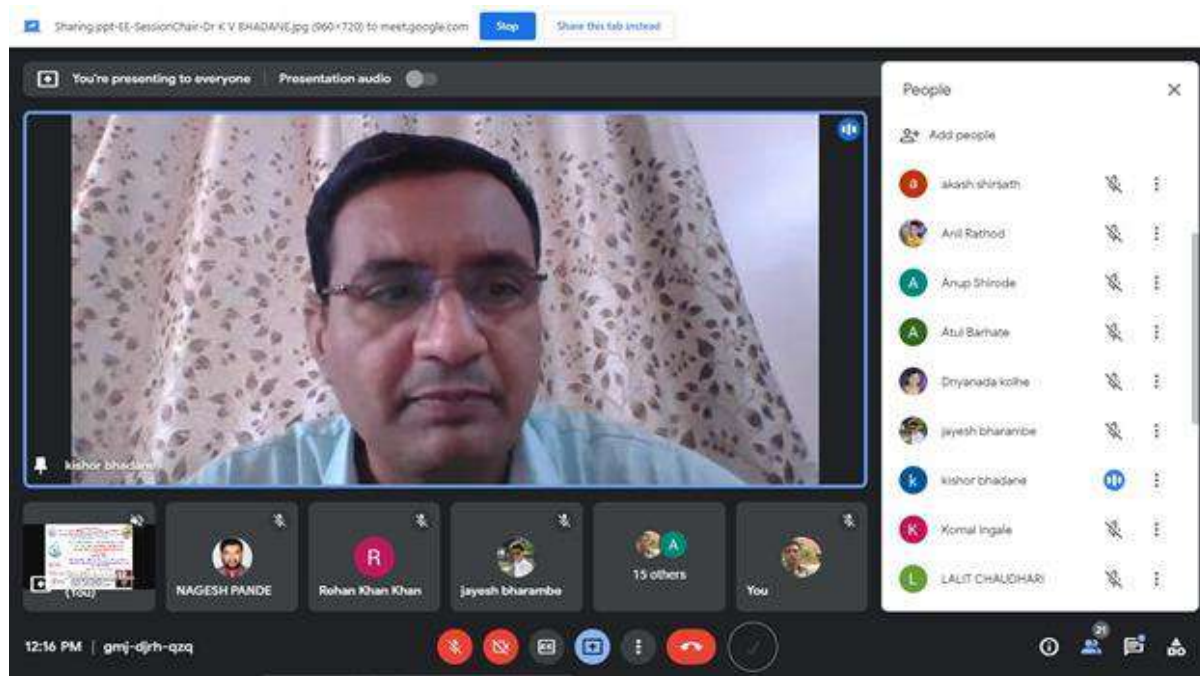 Sharing ppt-EE-SessionChair-Dr K V BHADANE.jpg (960×720) to meet.google.com
Stop
Share this tab instead
You're presenting to everyone
Presentation audio
kishor bhadane
(You)
NAGESH PANDE
R
Rohan Khan Khan
jayesh bharambe
A
15 others
You
People
Add people
a
akash shirsath
Anil Rathod
A
Anup Shirode
A
Atul Barhate
Dnyanada kolhe
jayesh bharambe
k
kishor bhadane
K
Komal Ingale
L
LALIT CHAUDHARI
12:16 PM | gmj-djrh-qzq
21